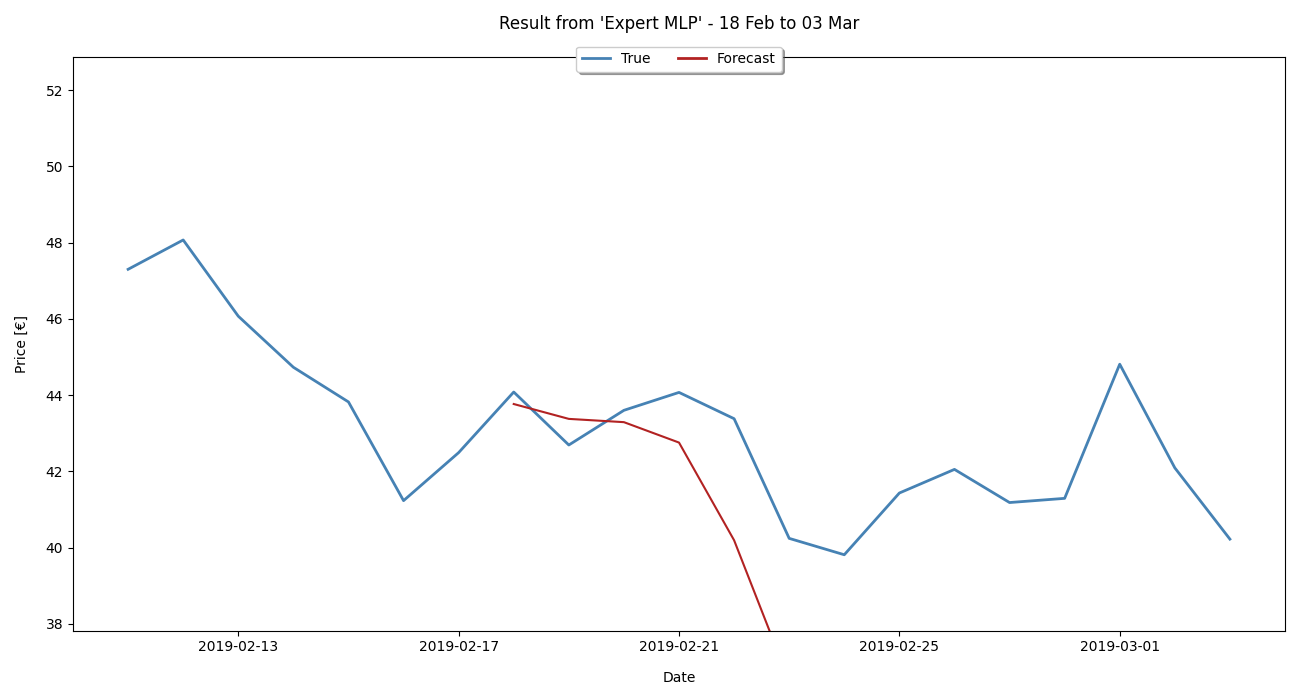 Result from 'Expert MLP' - 18 Feb to 03 Mar
True Forecast
52
50
48
46
44
42
40
38
Price [€]
2019-02-13 2019-02-17 2019-02-21 2019-02-25 2019-03-01
Date